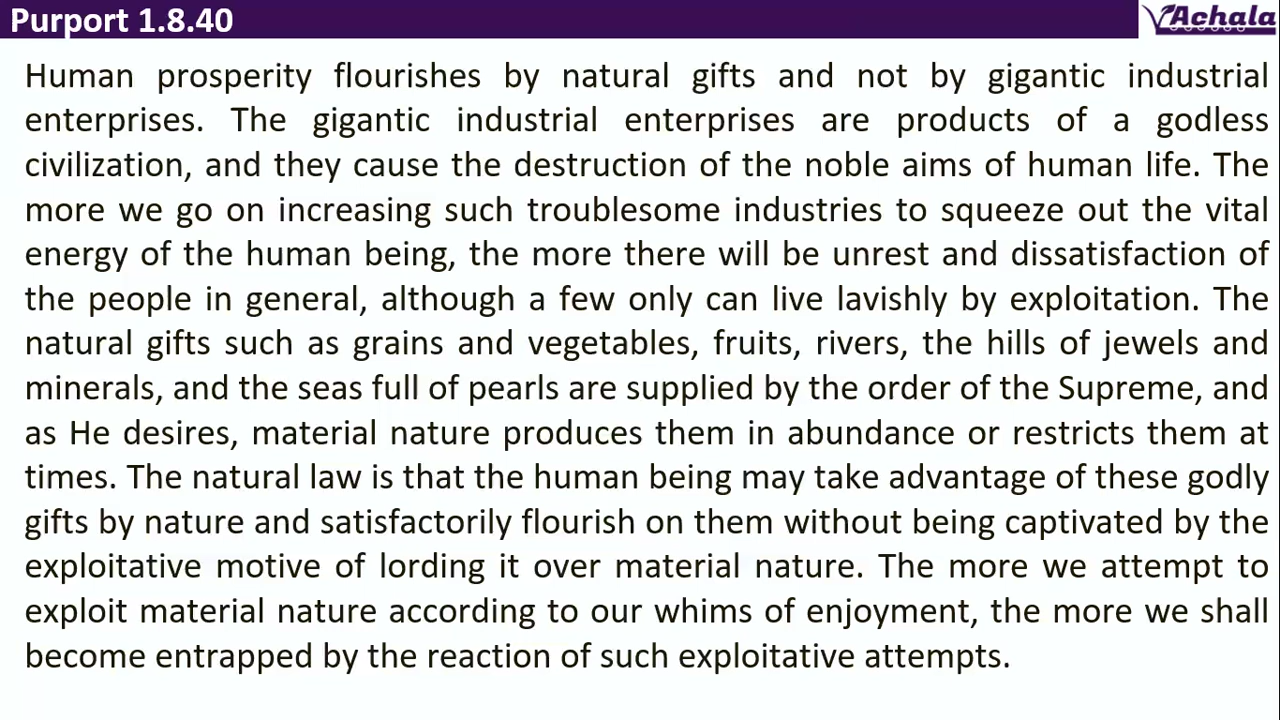 Purport 1.8.40
Achala
Human prosperity flourishes by natural gifts and not by gigantic industrial
enterprises. The gigantic industrial enterprises are products of a godless
civilization, and they cause the destruction of the noble aims of human life. The
more we go on increasing such troublesome industries to squeeze out the vital
energy of the human being, the more there will be unrest and dissatisfaction of
the people in general, although a few only can live lavishly by exploitation. The
natural gifts such as grains and vegetables, fruits, rivers, the hills of jewels and
minerals, and the seas full of pearls are supplied by the order of the Supreme, and
as He desires, material nature produces them in abundance or restricts them at
times. The natural law is that the human being may take advantage of these godly
gifts by nature and satisfactorily flourish on them without being captivated by the
exploitative motive of lording it over material nature. The more we attempt to
exploit material nature according to our whims of enjoyment, the more we shall
become entrapped by the reaction of such exploitative attempts.